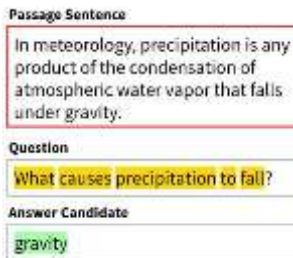 Passage Sentence
In meteorology, precipitation is any
product of the condensation of
atmospheric water vapor that falls
under gravity.
Question
What causes precipitation to fall?
Answer Candidate
gravity